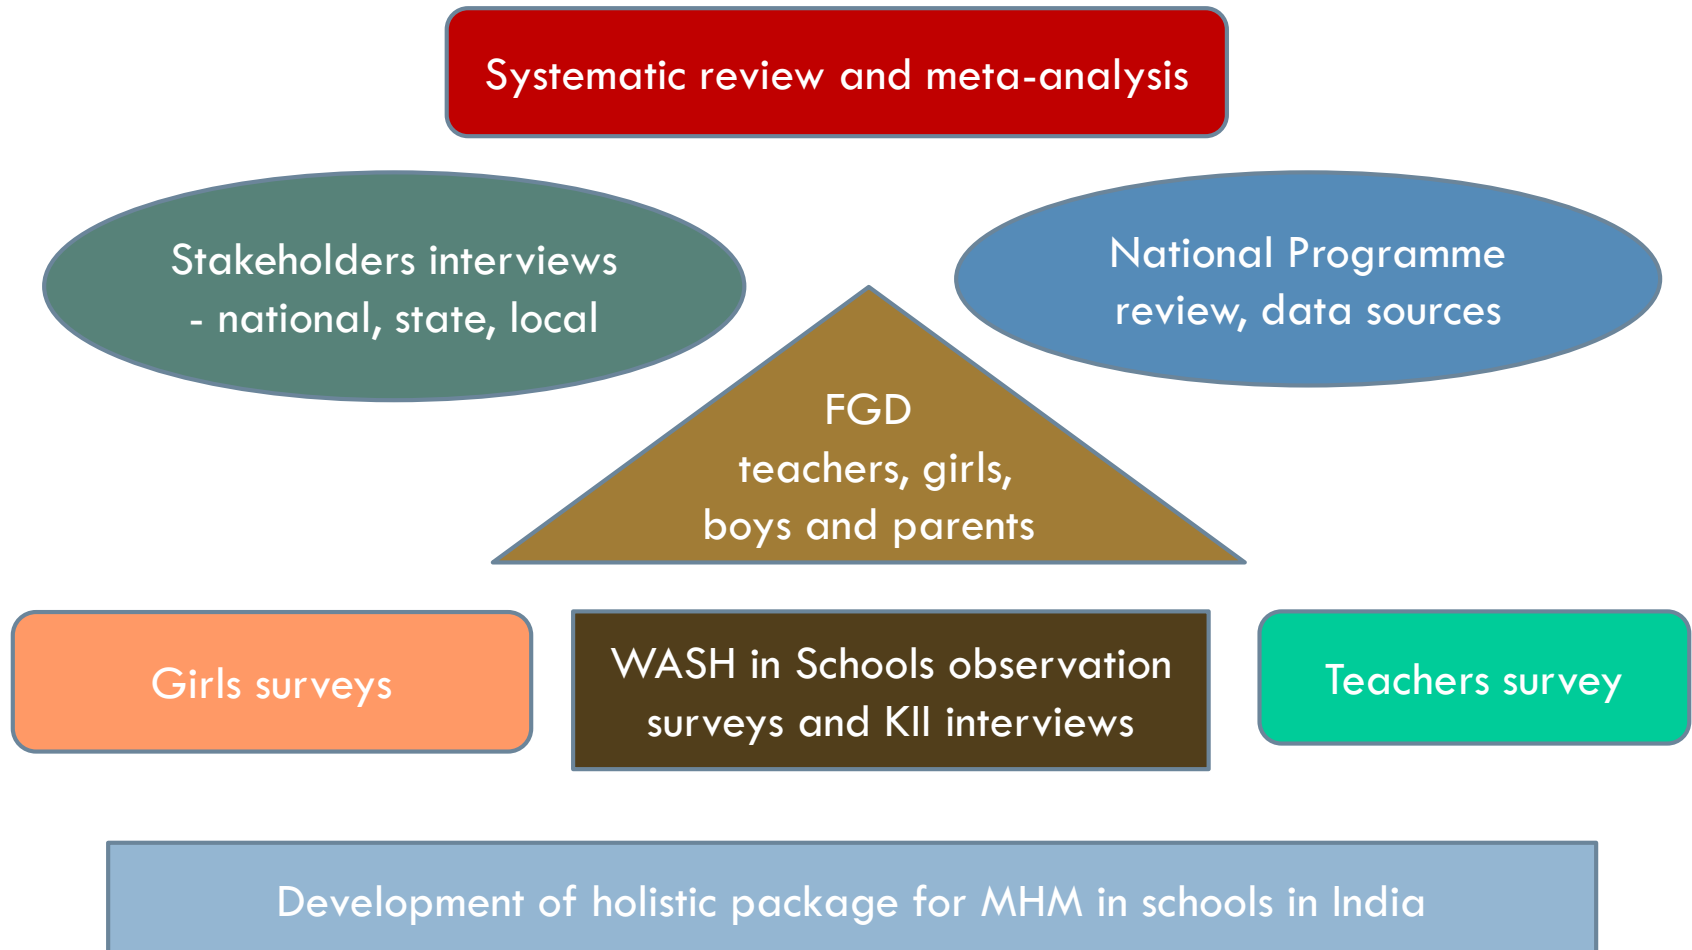 Systematic review and meta-analysis
Stakeholders interviews
- national, state, local
National Programme
review, data sources
FGD
teachers, girls,
boys and parents
Girls surveys
WASH in Schools observation
surveys and KII interviews
Teachers survey
Development of holistic package for MHM in schools in India